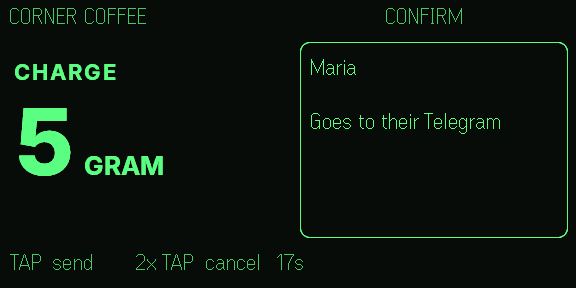 CORNER COFFEE
CONFIRM
CHARGE
5 GRAM
Maria
Goes to their Telegram
TAP send 2x TAP cancel 17s